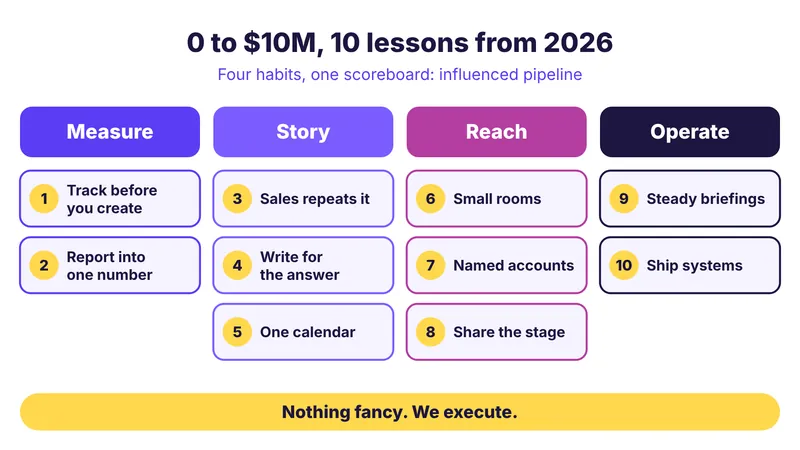 0 to $10M, 10 lessons from 2026
Four habits, one scoreboard: influenced pipeline
Measure
1
Track before
you create
2
Report into
one number
Story
3
Sales repeats it
4
Write for
the answer
5
One calendar
Reach
6
Small rooms
7
Named accounts
8
Share the stage
Operate
9
Steady briefings
10
Ship systems
Nothing fancy. We execute.